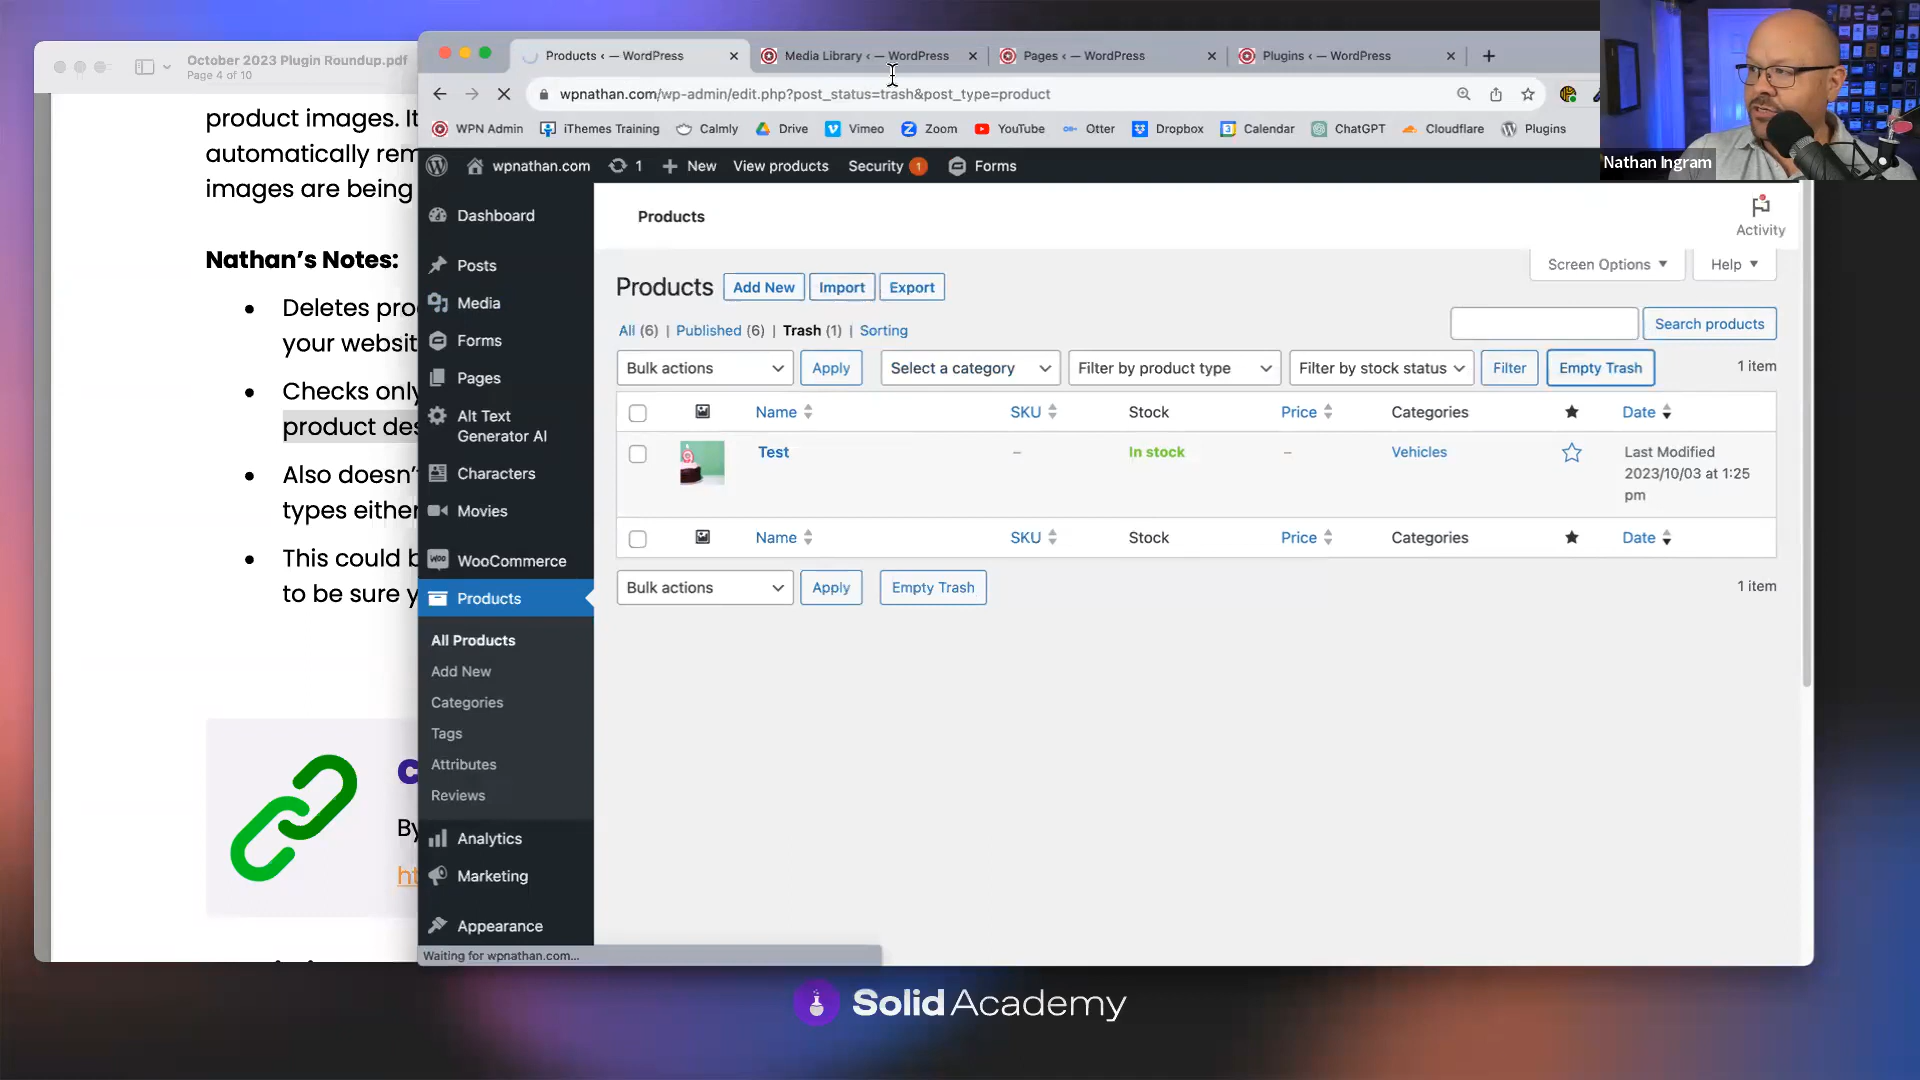 October 2023 Plugin Roundup.pdf
Page 4 of 10
product images. It
automatically rem
images are being
Nathan's Notes:
Deletes pro
your websit
Checks only
product des
Also doesn't
types either
This could b
to be sure y
By
ht
Products ‹ — WordPress
Media Library ‹ — WordPress
Pages ‹ — WordPress
Plugins ‹ — WordPress
wpnathan.com/wp-admin/edit.php?post_status=trash&post_type=product
WPN Admin
iThemes Training
Calmly
Drive
Vimeo
Zoom
YouTube
Otter
Dropbox
Calendar
ChatGPT
Cloudflare
Plugins
Nathan Ingram
wpnathan.com
1
New
View products
Security 1
Forms
Dashboard
Posts
Media
Forms
Pages
Alt Text
Generator AI
Characters
Movies
WooCommerce
Products
All Products
Add New
Categories
Tags
Attributes
Reviews
Analytics
Marketing
Appearance
Waiting for wpnathan.com...
Products
Activity
Screen Options
Help
Products
Add New
Import
Export
All (6) | Published (6) | Trash (1) | Sorting
Search products
Bulk actions
Apply
Select a category
Filter by product type
Filter by stock status
Filter
Empty Trash
1 item
Name
SKU
Stock
Price
Categories
Date
Test
–
In stock
–
Vehicles
Last Modified
2023/10/03 at 1:25
pm
Name
SKU
Stock
Price
Categories
Date
Bulk actions
Apply
Empty Trash
1 item
SolidAcademy